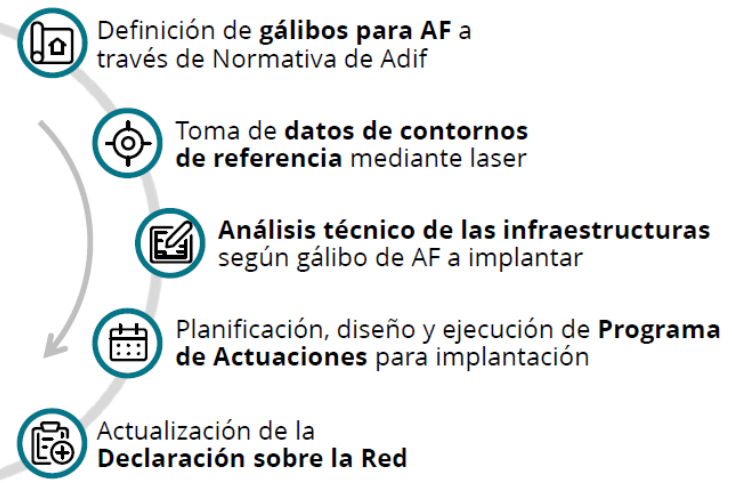 Definición de gálibos para AF a
través de Normativa de Adif
Toma de datos de contornos
de referencia mediante laser
Análisis técnico de las infraestructuras
según gálibo de AF a implantar
Planificación, diseño y ejecución de Programa
de Actuaciones para implantación
Actualización de la
Declaración sobre la Red